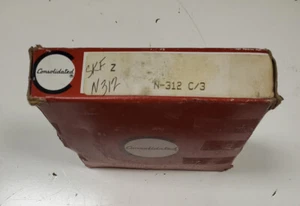 Consolidated
SKF Z
N312
N-312 C/3
Consolidated